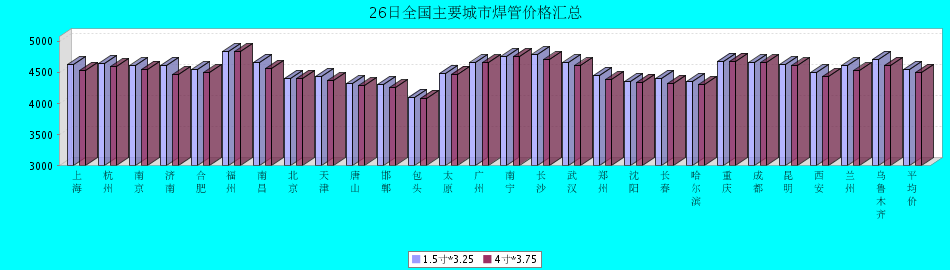 26日全国主要城市焊管价格汇总
5000
4500
4000
3500
3000
上海
杭州
南京
济南
合肥
福州
南昌
北京
天津
唐山
邯郸
包头
太原
广州
南宁
长沙
武汉
郑州
沈阳
长春
哈尔滨
重庆
成都
昆明
西安
兰州
乌鲁木齐
平均价
1.5寸*3.25
4寸*3.75